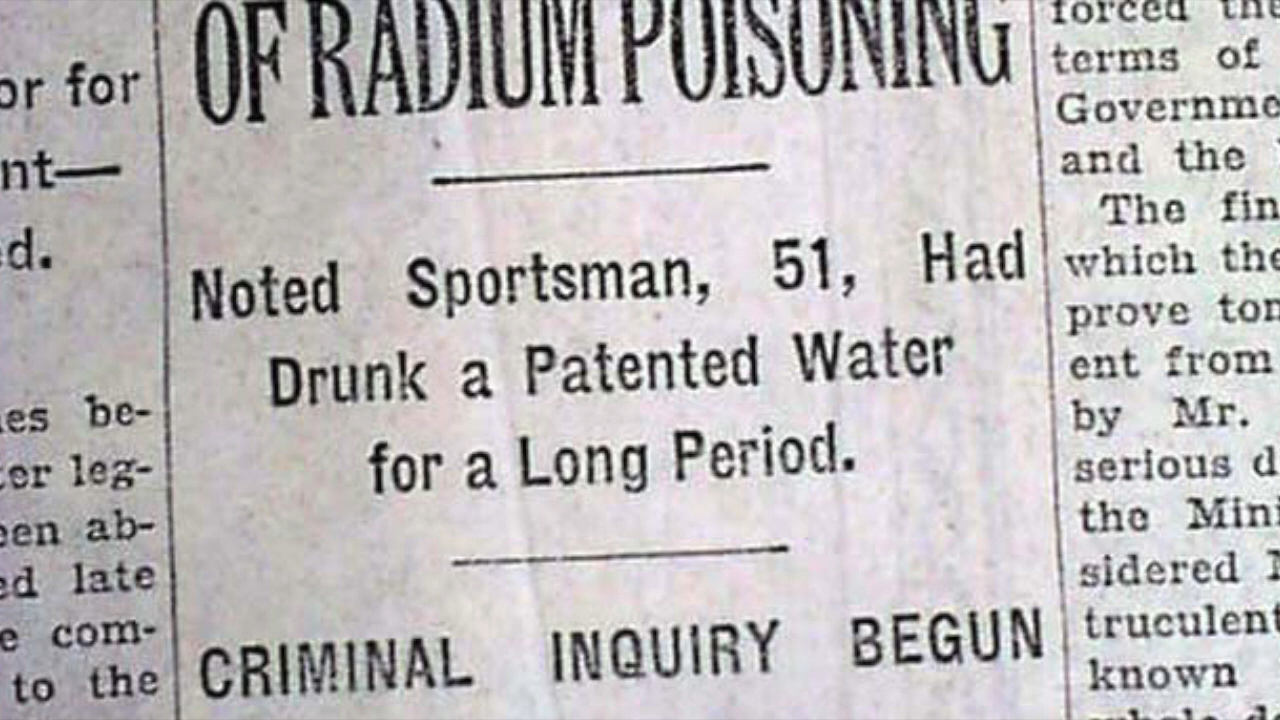 or for
nt—
ed.
es be-
er leg-
een ab-
ed late
e com-
to the
OF RADIUM POISONING
Noted Sportsman, 51, Had
Drunk a Patented Water
for a Long Period.
CRIMINAL INQUIRY BEGUN
forced the
terms of
Governme
and the
The fin
which the
prove ton
ent from
by Mr.
serious d
the Mini
sidered
truculent
known